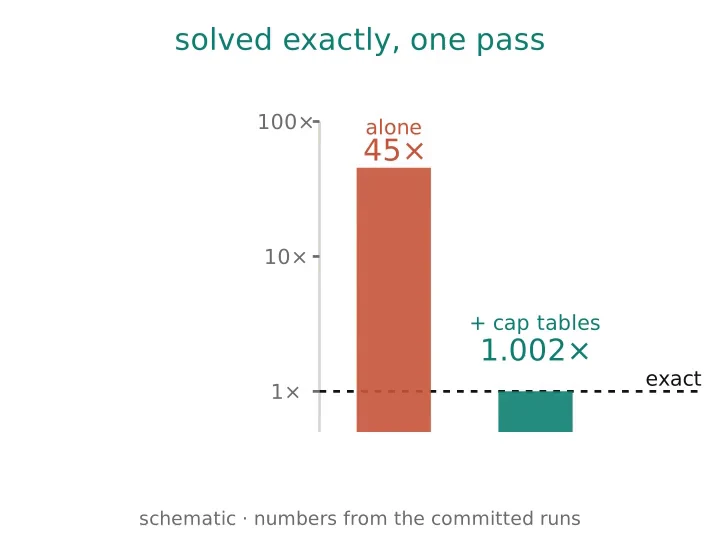 solved exactly, one pass
100×
alone
45×
10×
+ cap tables
1.002×
exact
1×
schematic · numbers from the committed runs